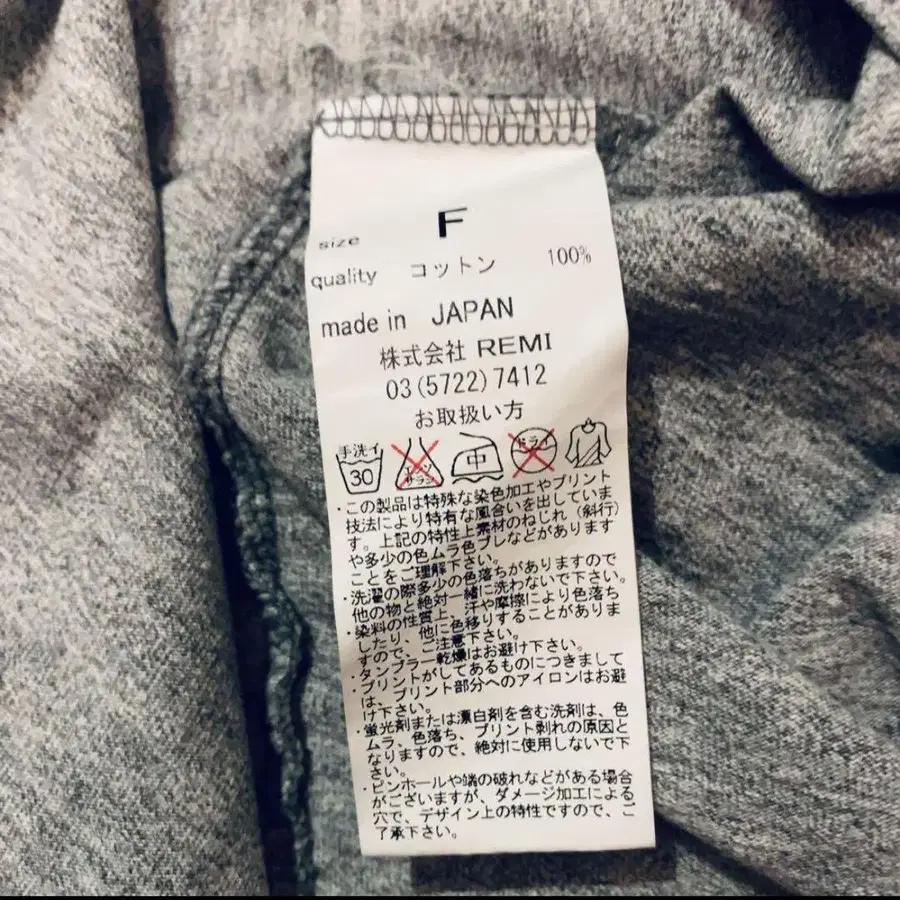 size F
quality コットン 100%
made in JAPAN
株式会社 REMI
03(5722)7412
お取扱い方
手洗イ 30 エンソサラシ 中 ドライ
・この製品は特殊な染色加工やプリント
技法により特有な風合いを出していま
す。上記の特性上素材のねじれ(斜行)
や多少の色ムラ色ブレなどがあります
ことをご理解下さい。
・洗濯の際多少の色落ちがありますので
他の物と絶対一緒に洗わないで下さい。
・染料の性質上、汗や摩擦により色落ち
したり、他に色移りすることがありま
すので、ご注意下さい。
・タンブラー乾燥はお避け下さい。
・プリントがしてあるものにつきまして
は、プリント部分へのアイロンはお避
け下さい。
・蛍光剤または漂白剤を含む洗剤は、色
ムラ、色落ち、プリント剥れの原因と
なりますので、絶対に使用しないで下
さい。
・ピンホールや端の破れなどがある場合
がございますが、ダメージ加工による
穴で、デザイン上の特性ですので、ご
了承下さい。